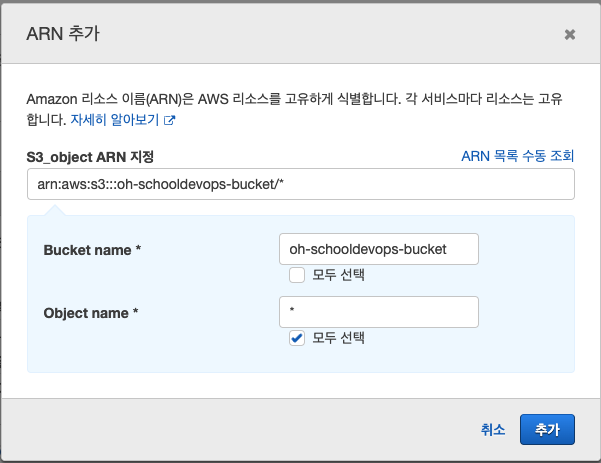 ARN 추가
Amazon 리소스 이름(ARN)은 AWS 리소스를 고유하게 식별합니다. 각 서비스마다 리소스는 고유
합니다. 자세히 알아보기
S3_object ARN 지정 ARN 목록 수동 조회
arn:aws:s3:::oh-schooldevops-bucket/*
Bucket name * oh-schooldevops-bucket
모두 선택
Object name * *
모두 선택
취소 추가